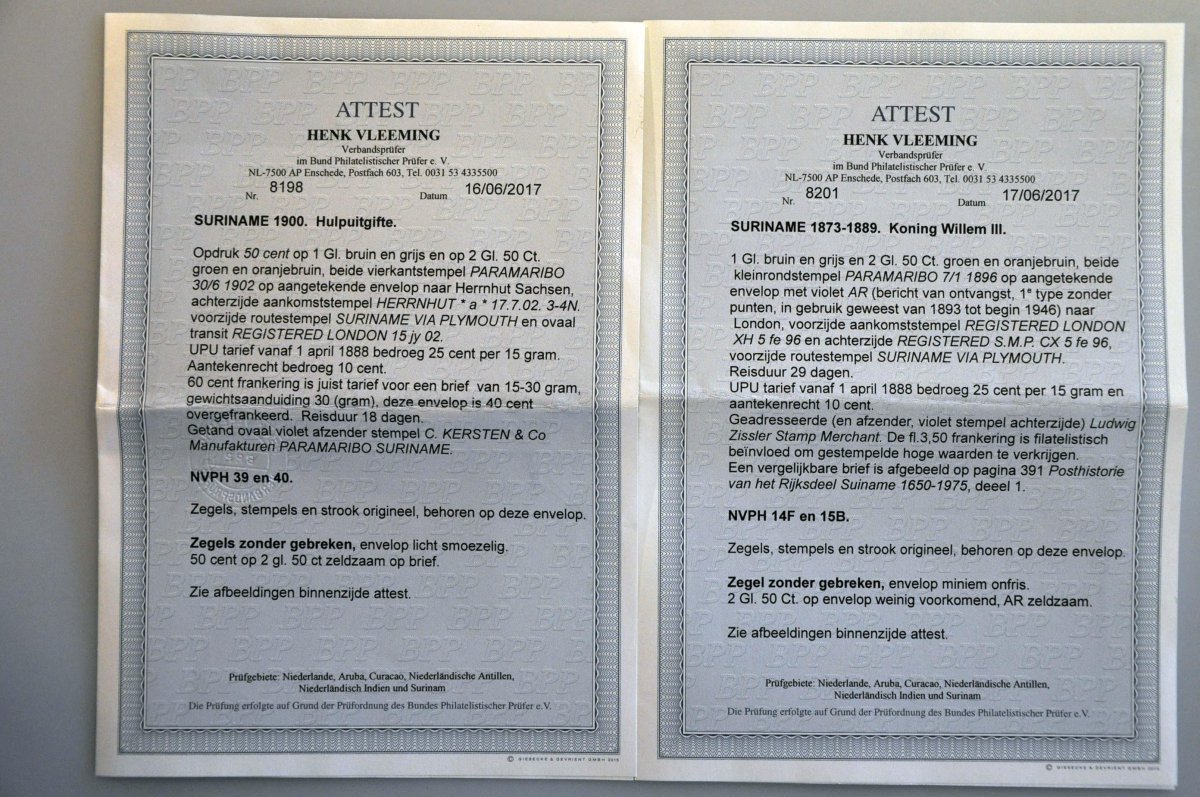 ATTEST
HENK VLEEMING
Verbandsprüfer
im Bund Philatelistischer Prüfer e. V.
NL-7500 AP Enschede, Postfach 603, Tel. 0031 53 4335500
Nr. 8198 Datum 16/06/2017
SURINAME 1900. Hulpuitgifte.
Opdruk 50 cent op 1 Gl. bruin en grijs en op 2 Gl. 50 Ct.
groen en oranjebruin, beide vierkantstempel PARAMARIBO
30/6 1902 op aangetekende envelop naar Herrnhut Sachsen,
achterzijde aankomststempel HERRNHUT * a * 17.7.02. 3-4N.
voorzijde routestempel SURINAME VIA PLYMOUTH en ovaal
transit REGISTERED LONDON 15 jy 02.
UPU tarief vanaf 1 april 1888 bedroeg 25 cent per 15 gram.
Aantekenrecht bedroeg 10 cent.
60 cent frankering is juist tarief voor een brief van 15-30 gram,
gewichtsaanduiding 30 (gram), deze envelop is 40 cent
overgefrankeerd. Reisduur 18 dagen.
Getand ovaal violet afzender stempel C. KERSTEN & Co
Manufakturen PARAMARIBO SURINAME.
NVPH 39 en 40.
Zegels, stempels en strook origineel, behoren op deze envelop.
Zegels zonder gebreken, envelop licht smoezelig.
50 cent op 2 gl. 50 ct zeldzaam op brief.
Zie afbeeldingen binnenzijde attest.
Prüfgebiete: Niederlande, Aruba, Curacao, Niederländische Antillen,
Niederländisch Indien und Surinam
Die Prüfung erfolgte auf Grund der Prüfordnung des Bundes Philatelistischer Prüfer e.V.
© GIESECKE & DEVRIENT GMBH 2015
ATTEST
HENK VLEEMING
Verbandsprüfer
im Bund Philatelistischer Prüfer e. V
NL-7500 AP Enschede, Postfach 603, Tel. 0031 53 4335500
Nr. 8201 Datum 17/06/2017
SURINAME 1873-1889. Koning Willem III.
1 Gl. bruin en grijs en 2 Gl. 50 Ct. groen en oranjebruin, beide
kleinrondstempel PARAMARIBO 7/1 1896 op aangetekende
envelop met violet AR (bericht van ontvangst, 1e type zonder
punten, in gebruik geweest van 1893 tot begin 1946) naar
London, voorzijde aankomststempel REGISTERED LONDON
XH 5 fe 96 en achterzijde REGISTERED S.M.P. CX 5 fe 96,
voorzijde routestempel SURINAME VIA PLYMOUTH.
Reisduur 29 dagen.
UPU tarief vanaf 1 april 1888 bedroeg 25 cent per 15 gram en
aantekenrecht 10 cent.
Geadresseerde (en afzender, violet stempel achterzijde) Ludwig
Zissler Stamp Merchant. De fl.3,50 frankering is filatelistisch
beïnvloed om gestempelde hoge waarden te verkrijgen.
Een vergelijkbare brief is afgebeeld op pagina 391 Posthistorie
van het Rijksdeel Suiname 1650-1975, deeel 1.
NVPH 14F en 15B.
Zegels, stempels en strook origineel, behoren op deze envelop.
Zegel zonder gebreken, envelop miniem onfris.
2 Gl. 50 Ct. op envelop weinig voorkomend, AR zeldzaam.
Zie afbeeldingen binnenzijde attest.
Prüfgebiete: Niederlande, Aruba, Curacao, Niederländische Antillen,
Niederländisch Indien und Surinam
Die Prüfung erfolgte auf Grund der Prüfordnung des Bundes Philatelistischer Prüfer e.V.
© GIESECKE & DEVRIENT GMBH 2015